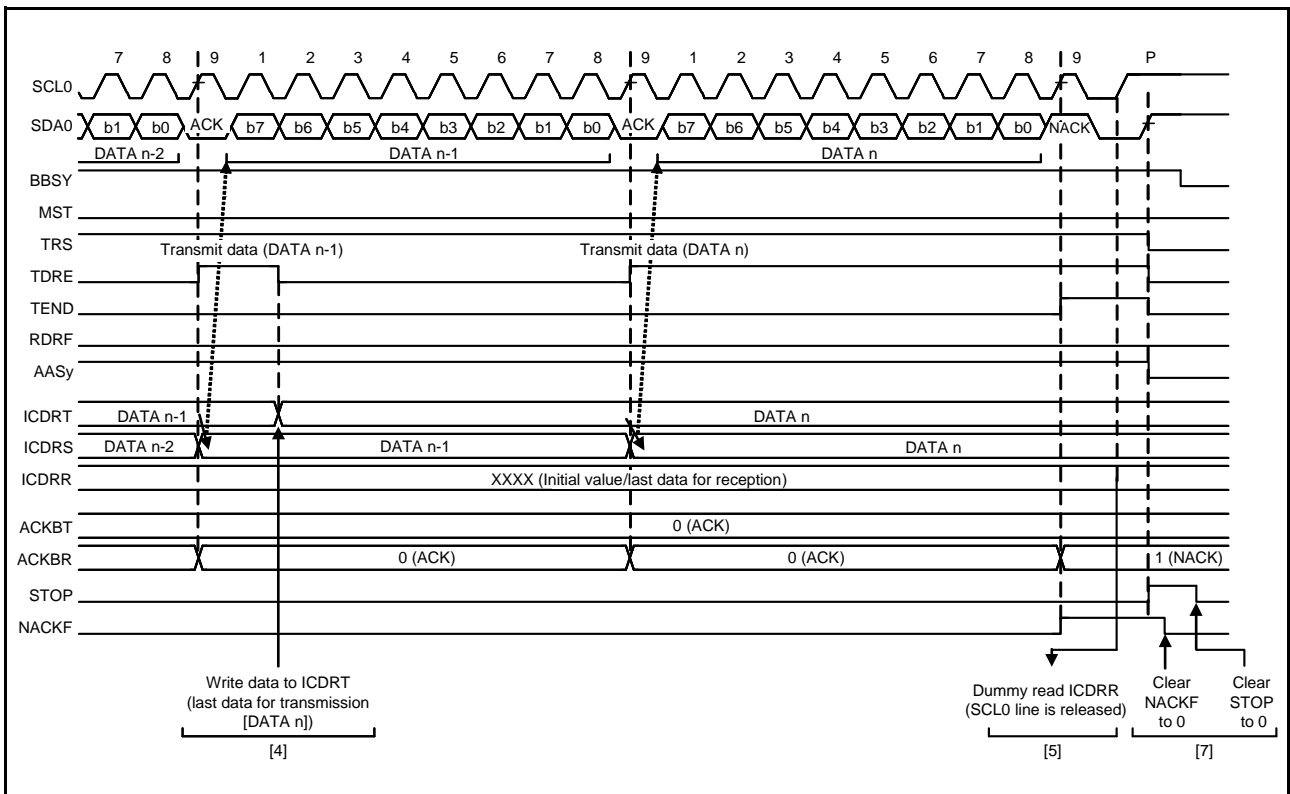 7 8 9 1 2 3 4 5 6 7 8 9 1 2 3 4 5 6 7 8 9 P
SCL0
SDA0 b1 b0 ACK b7 b6 b5 b4 b3 b2 b1 b0 ACK b7 b6 b5 b4 b3 b2 b1 b0 NACK
DATA n-2 DATA n-1 DATA n
BBSY
MST
TRS
Transmit data (DATA n-1) Transmit data (DATA n)
TDRE
TEND
RDRF
AASy
ICDRT DATA n-1 DATA n
ICDRS DATA n-2 DATA n-1 DATA n
ICDRR XXXX (Initial value/last data for reception)
ACKBT 0 (ACK)
ACKBR 0 (ACK) 0 (ACK) 1 (NACK)
STOP
NACKF
Write data to ICDRT
(last data for transmission
[DATA n])
[4]
Dummy read ICDRR
(SCL0 line is released)
[5]
Clear
NACKF
to 0
Clear
STOP
to 0
[7]